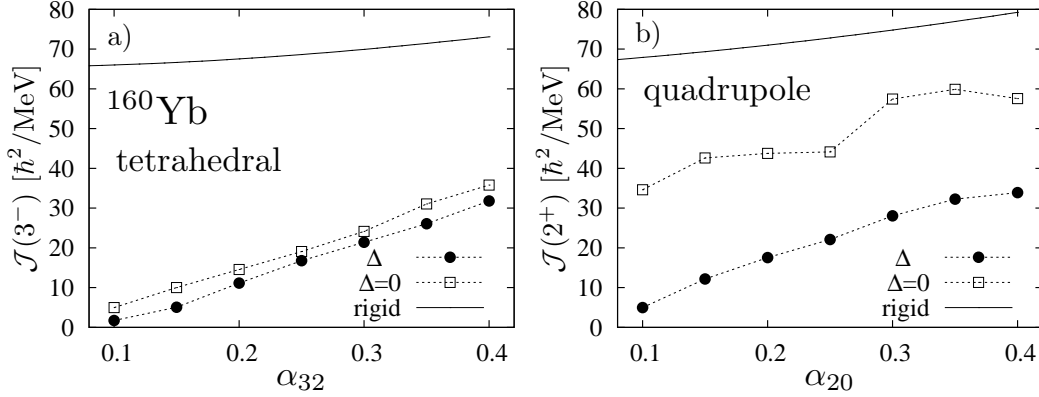 a)
80
70
60
50
40
30
20
10
0
𝒥(3⁻) [ℏ²/MeV]
¹⁶⁰Yb
tetrahedral
Δ
Δ=0
rigid
0.1 0.2 0.3 0.4
α₃₂
b)
80
70
60
50
40
30
20
10
0
𝒥(2⁺) [ℏ²/MeV]
quadrupole
Δ
Δ=0
rigid
0.1 0.2 0.3 0.4
α₂₀